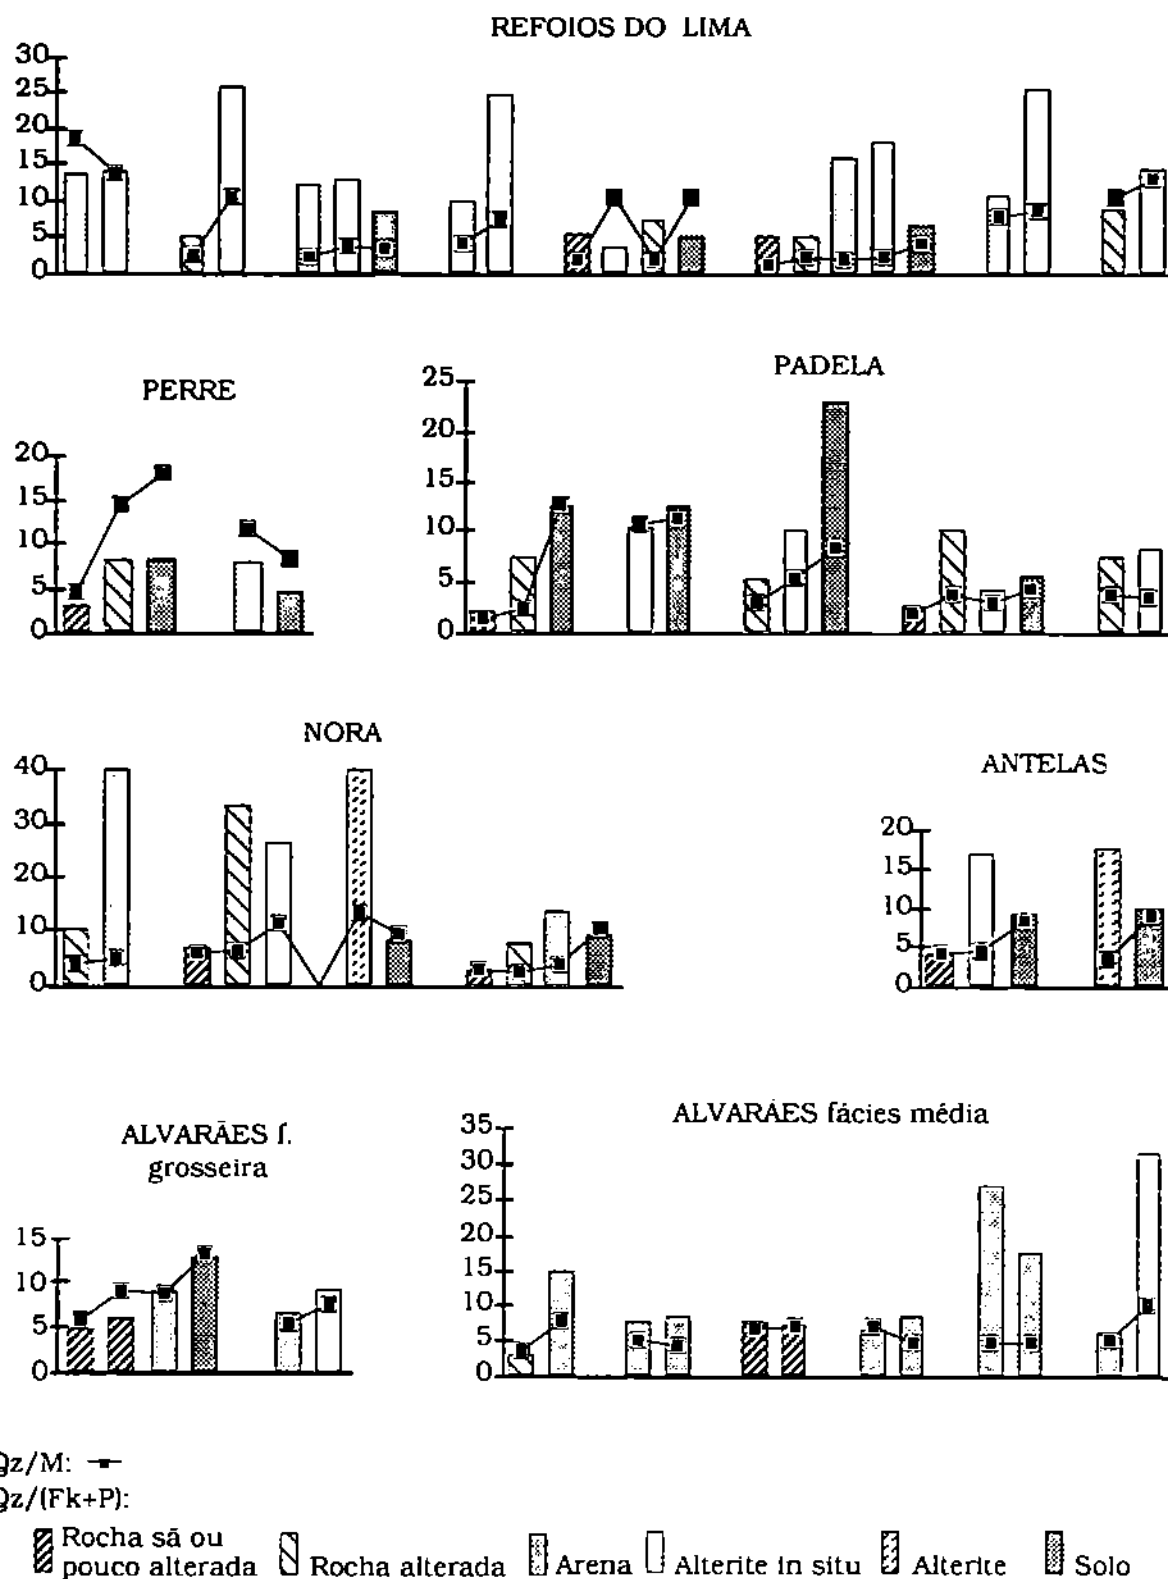 REFOIOS DO LIMA
30
25
20
15
10
5
0
PERRE
20
15
10
5
0
PADELA
25
20
15
10
5
0
NORA
40
30
20
10
0
ANTELAS
20
15
10
5
0
ALVARÃES f.
grosseira
15
10
5
0
ALVARÃES fácies média
35
30
25
20
15
10
5
0
Qz/M:
Qz/(Fk+P):
Rocha sã ou
pouco alterada
Rocha alterada
Arena
Alterite in situ
Alterite
Solo